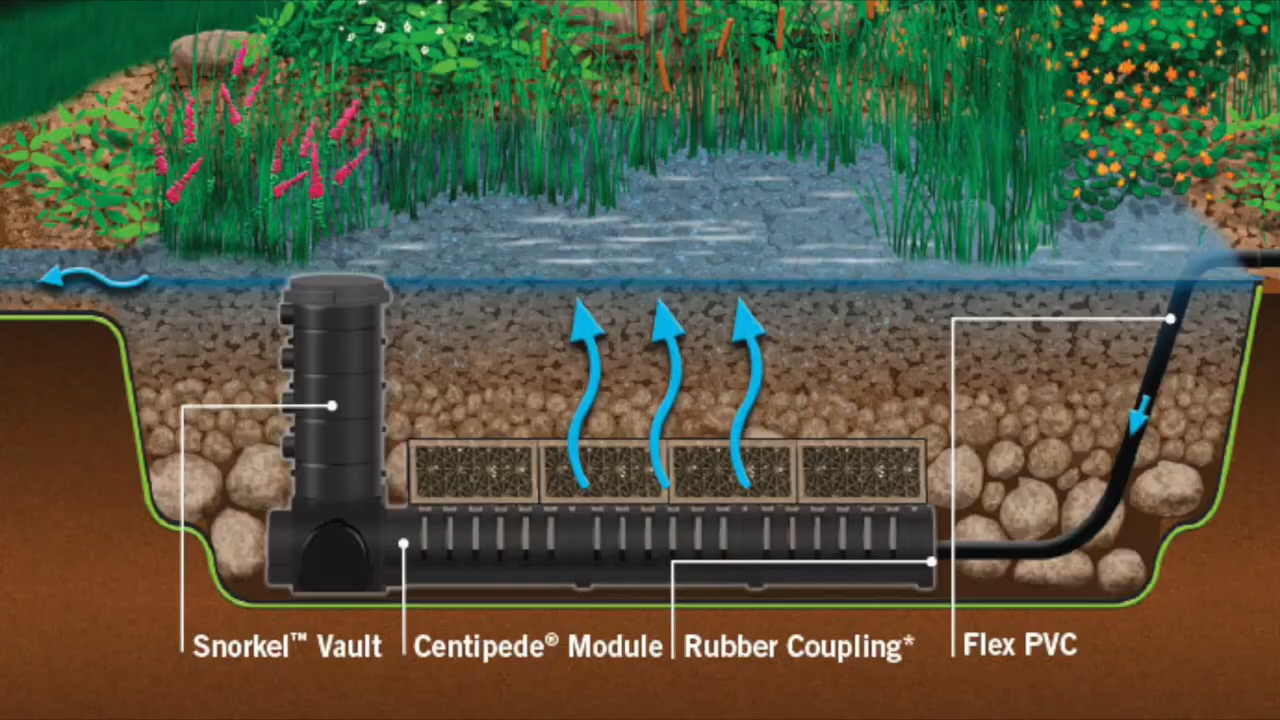 Snorkel™ Vault
Centipede® Module
Rubber Coupling*
Flex PVC